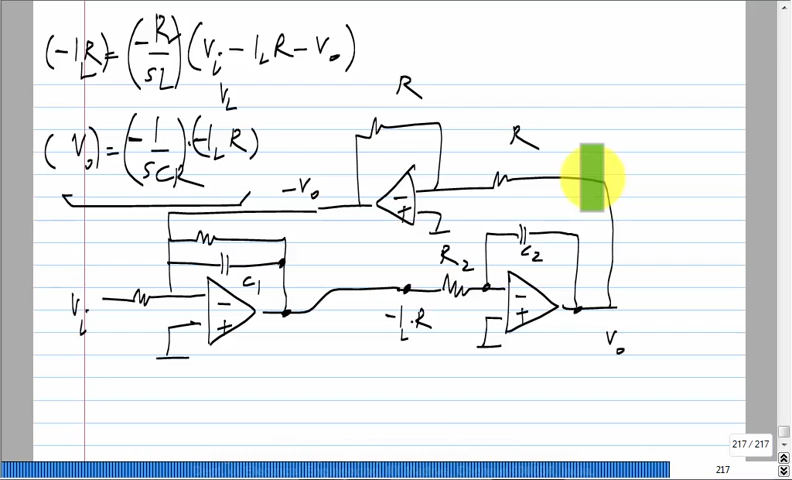 (-I_L R) = (-R/sL) (V_i - I_L R - V_o)
V_L
(V_o) = (-1/sCR) · (-I_L R)
R
R
-V_o
-
+
R_2
C_2
C_1
V_i
-
+
-I_L · R
-
+
V_o
217 / 217
217